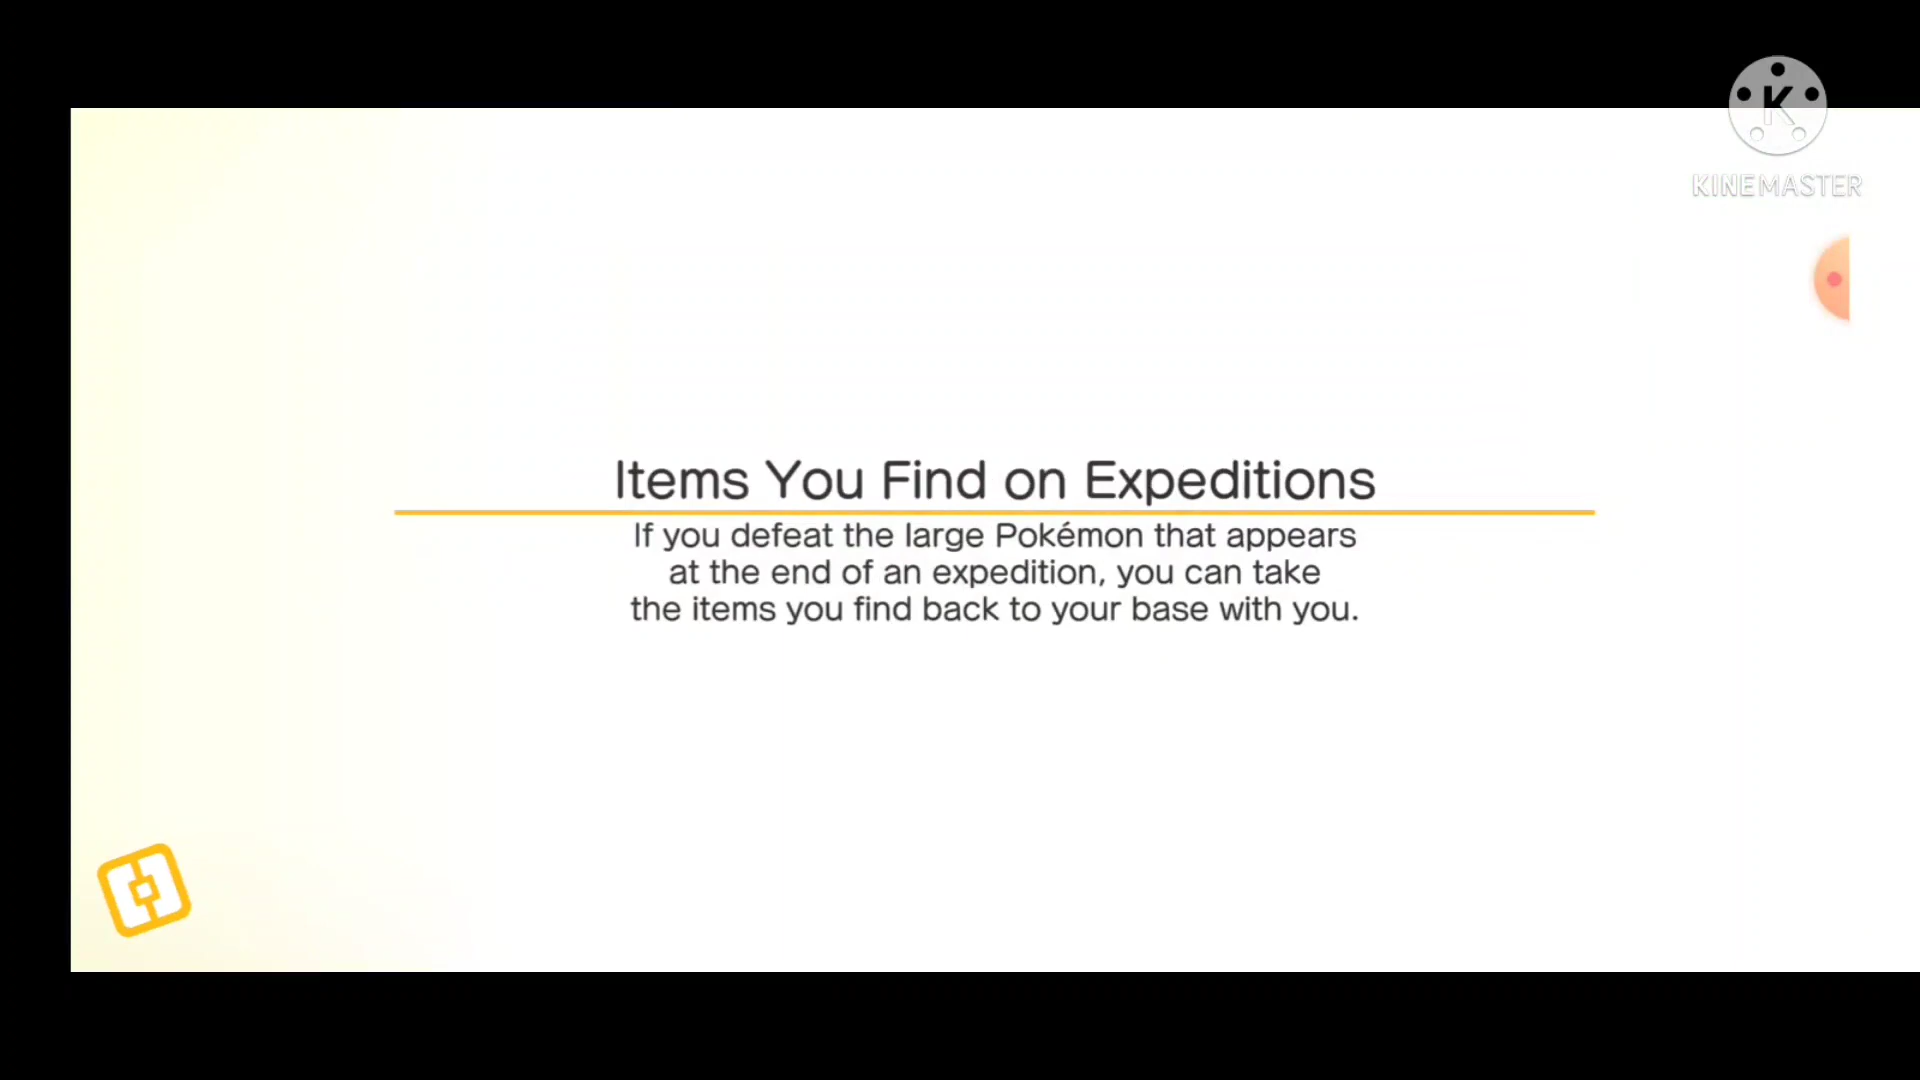 K
KINEMASTER
Items You Find on Expeditions
If you defeat the large Pokémon that appears
at the end of an expedition, you can take
the items you find back to your base with you.